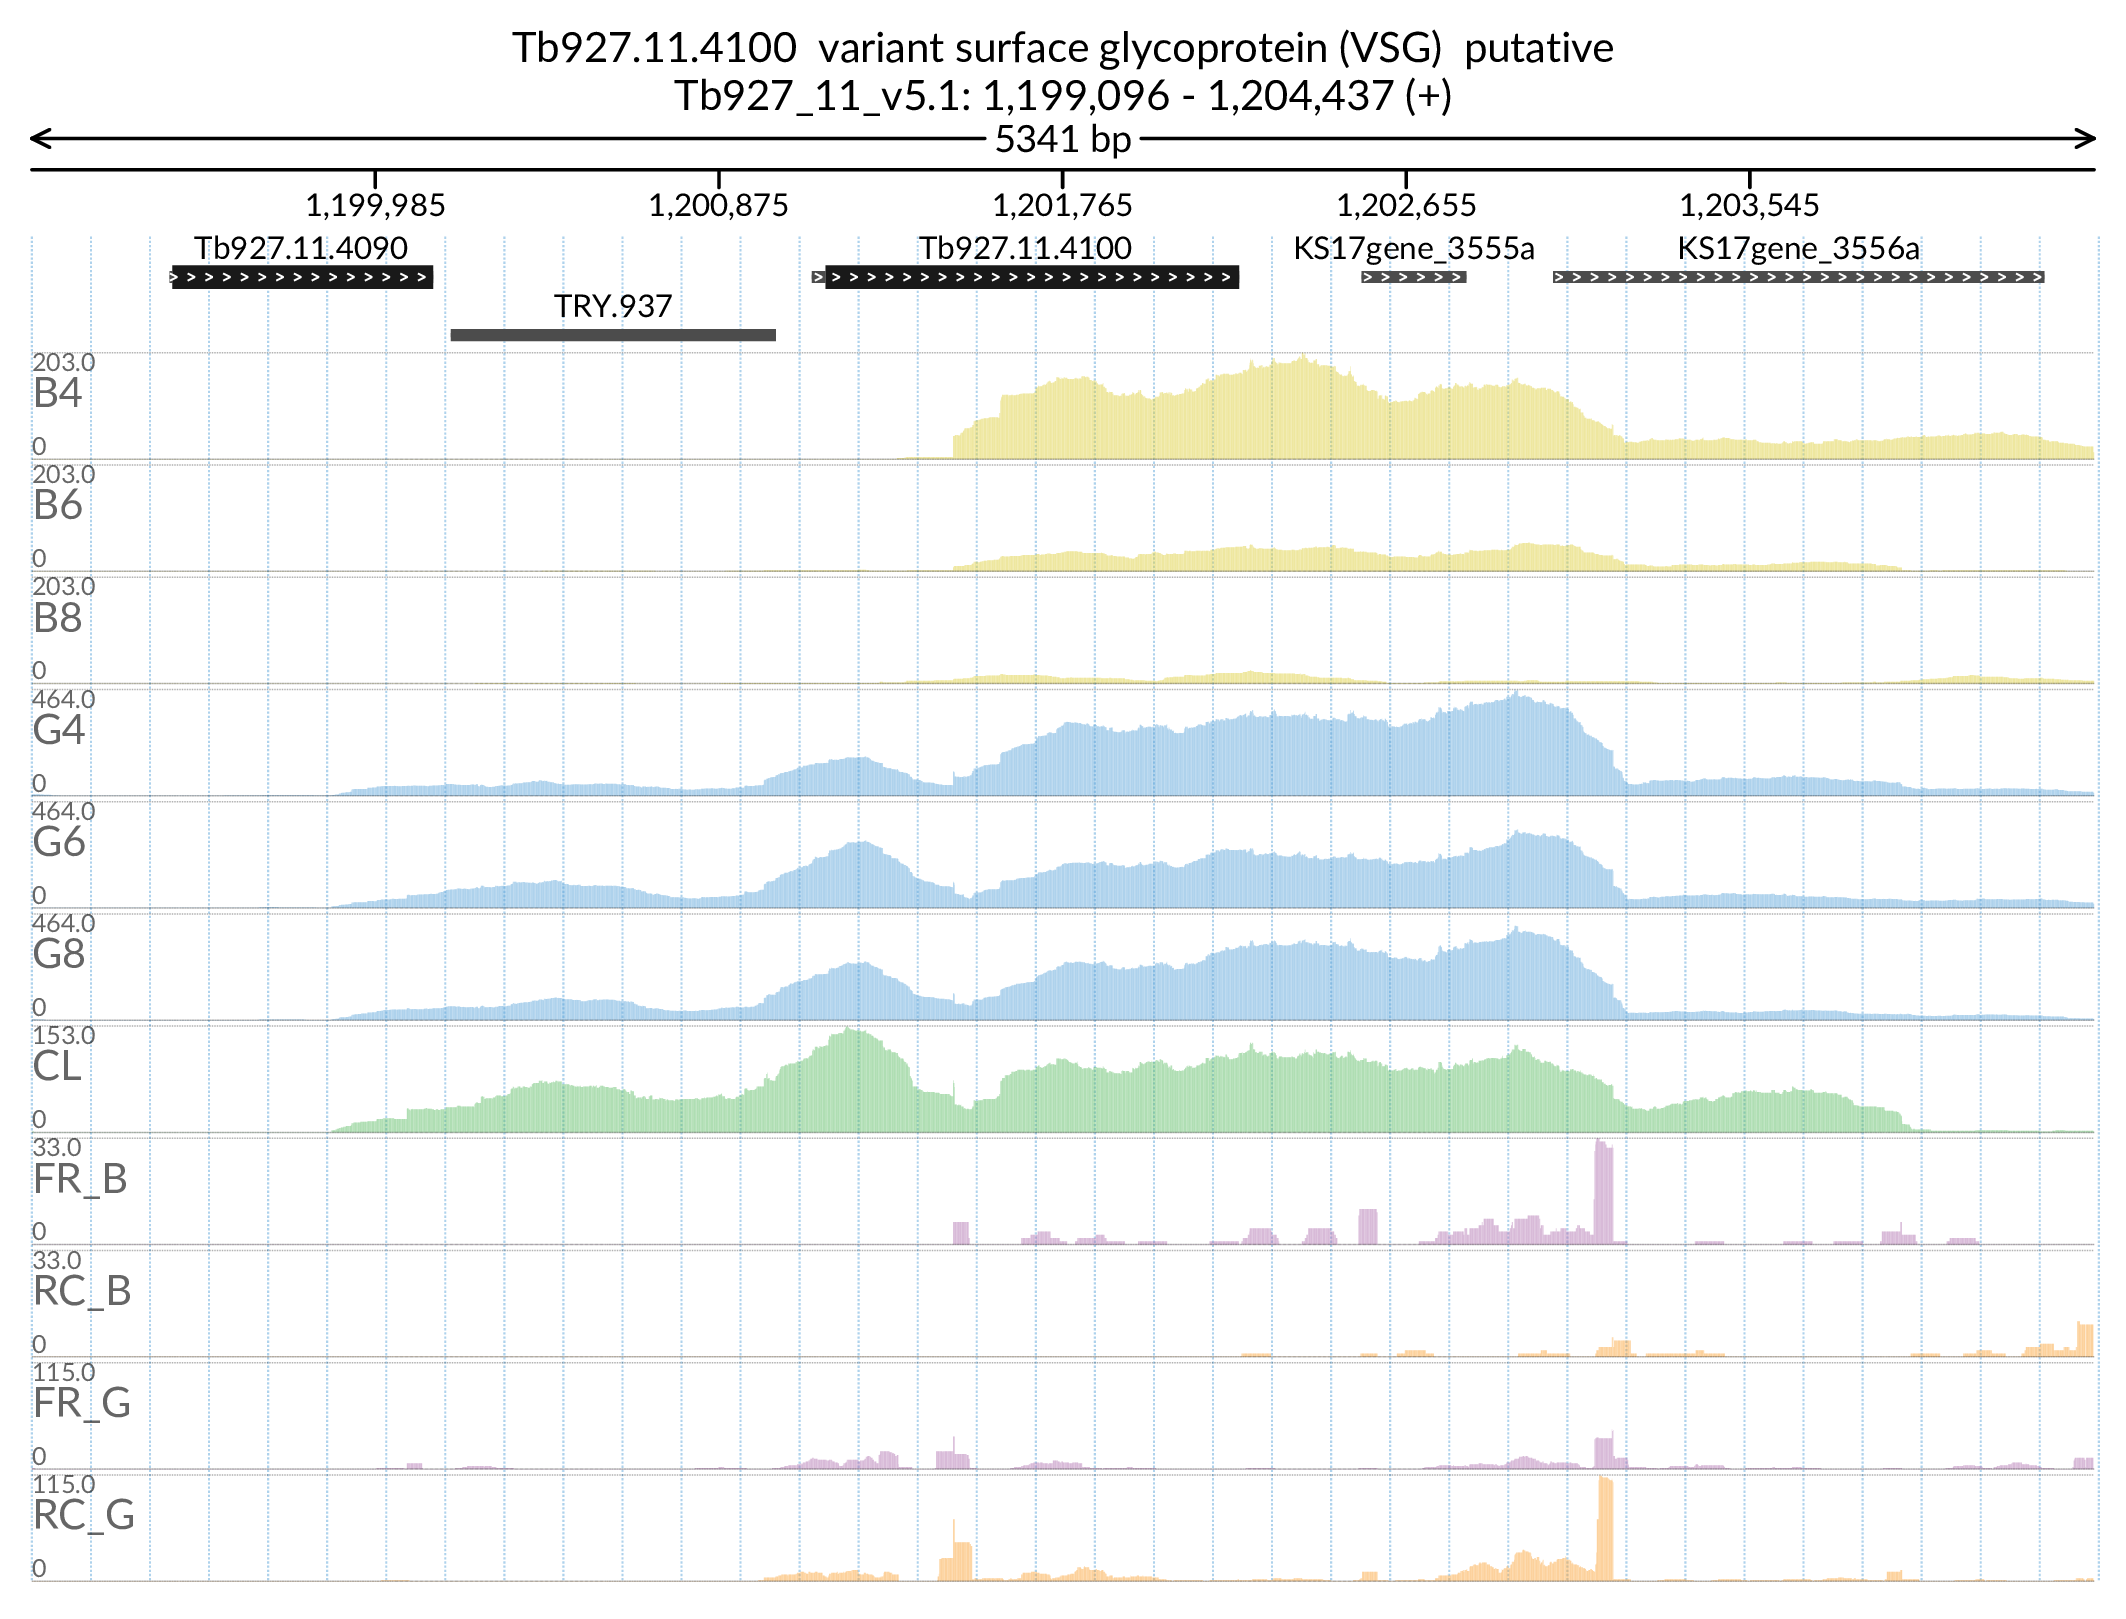 Tb927.11.4100  variant surface glycoprotein (VSG)  putative
Tb927_11_v5.1: 1,199,096 - 1,204,437 (+)
5341 bp
1,199,985 1,200,875 1,201,765 1,202,655 1,203,545
Tb927.11.4090 Tb927.11.4100 KS17gene_3555a KS17gene_3556a
TRY.937
203.0
B4
0
203.0
B6
0
203.0
B8
0
464.0
G4
0
464.0
G6
0
464.0
G8
0
153.0
CL
0
33.0
FR_B
0
33.0
RC_B
0
115.0
FR_G
0
115.0
RC_G
0